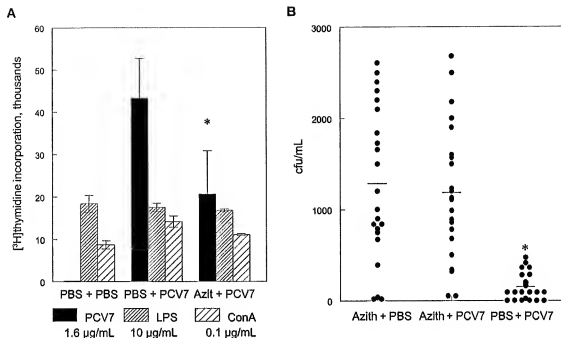 A
[³H]thymidine incorporation, thousands
60
50
40
30
20
10
0
*
PBS + PBS PBS + PCV7 Azit + PCV7
PCV7 LPS ConA
1.6 µg/mL 10 µg/mL 0.1 µg/mL
B
cfu/mL
3000
2000
1000
0
*
Azith + PBS Azith + PCV7 PBS + PCV7